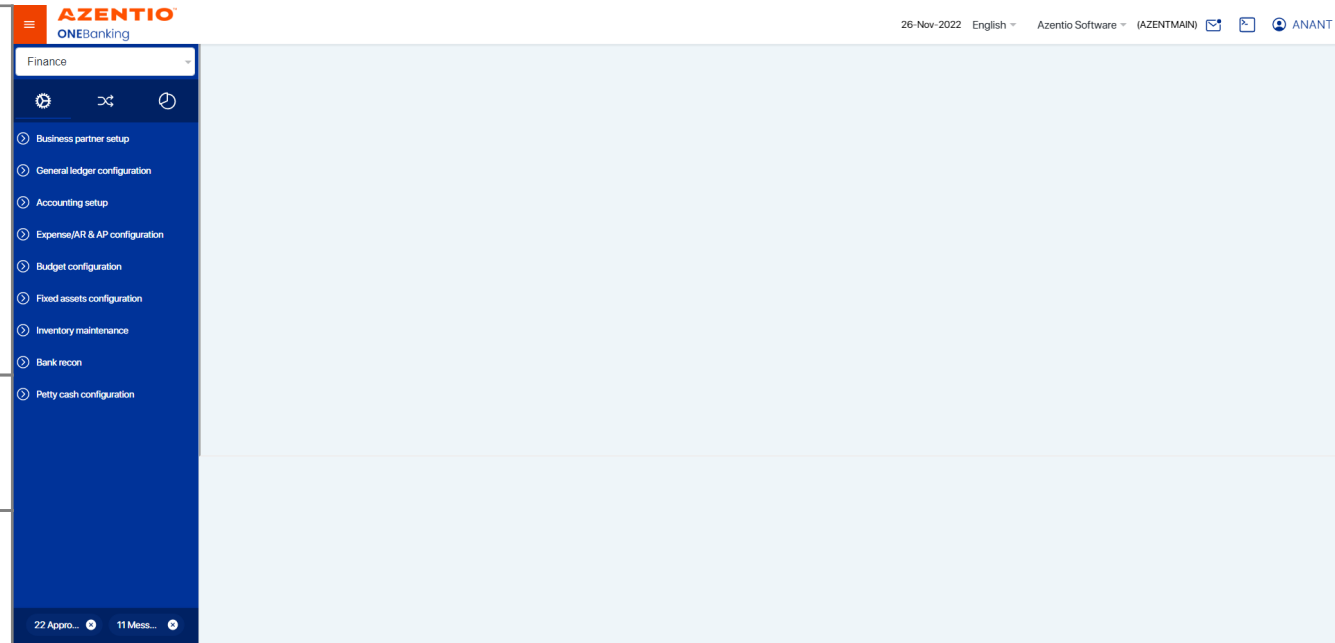 AZENTIO
ONEBanking
26-Nov-2022 English Azentio Software (AZENTMAIN) ANANT
Finance
Business partner setup
General ledger configuration
Accounting setup
Expense/AR & AP configuration
Budget configuration
Fixed assets configuration
Inventory maintenance
Bank recon
Petty cash configuration
22 Appro... 11 Mess...